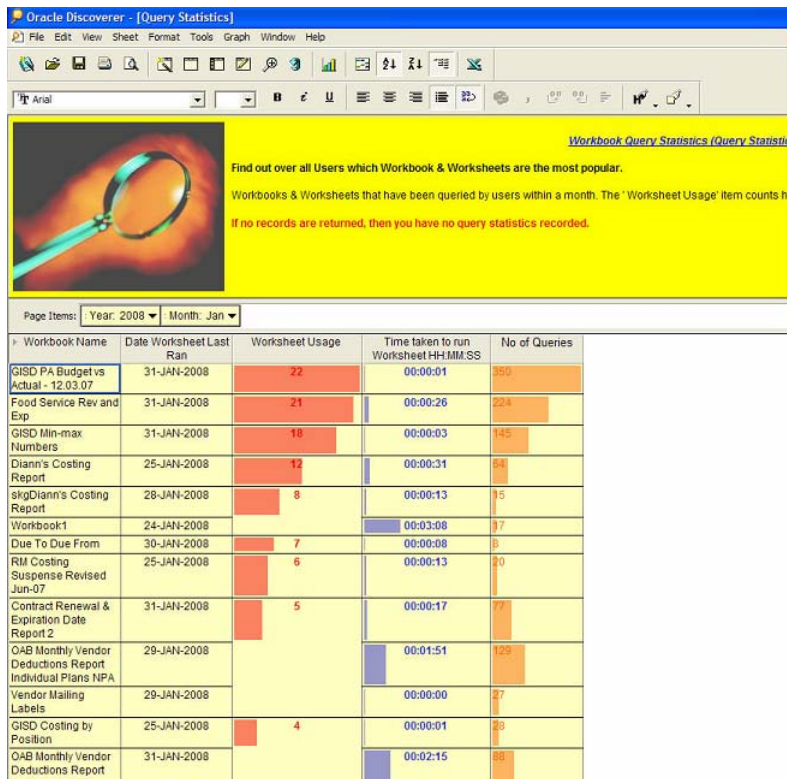 Oracle Discoverer - [Query Statistics]
File Edit View Sheet Format Tools Graph Window Help
Arial
Workbook Query Statistics (Query Statistic
Find out over all Users which Workbook & Worksheets are the most popular.
Workbooks & Worksheets that have been queried by users within a month. The ' Worksheet Usage' item counts h
If no records are returned, then you have no query statistics recorded.
Page Items: Year: 2008 Month: Jan
Workbook Name Date Worksheet Last Ran Worksheet Usage Time taken to run Worksheet HH:MM:SS No of Queries
GISD PA Budget vs Actual - 12.03.07 31-JAN-2008 22 00:00:01 350
Food Service Rev and Exp 31-JAN-2008 21 00:00:26 224
GISD Min-max Numbers 31-JAN-2008 18 00:00:03 145
Diann's Costing Report 25-JAN-2008 12 00:00:31 64
skgDiann's Costing Report 28-JAN-2008 8 00:00:13 15
Workbook1 24-JAN-2008 00:03:08 17
Due To Due From 30-JAN-2008 7 00:00:08 8
RM Costing Suspense Revised Jun-07 25-JAN-2008 6 00:00:13 20
Contract Renewal & Expiration Date Report 2 31-JAN-2008 5 00:00:17 77
OAB Monthly Vendor Deductions Report Individual Plans NPA 29-JAN-2008 00:01:51 129
Vendor Mailing Labels 29-JAN-2008 00:00:00 27
GISD Costing by Position 25-JAN-2008 4 00:00:01 28
OAB Monthly Vendor Deductions Report 31-JAN-2008 00:02:15 88